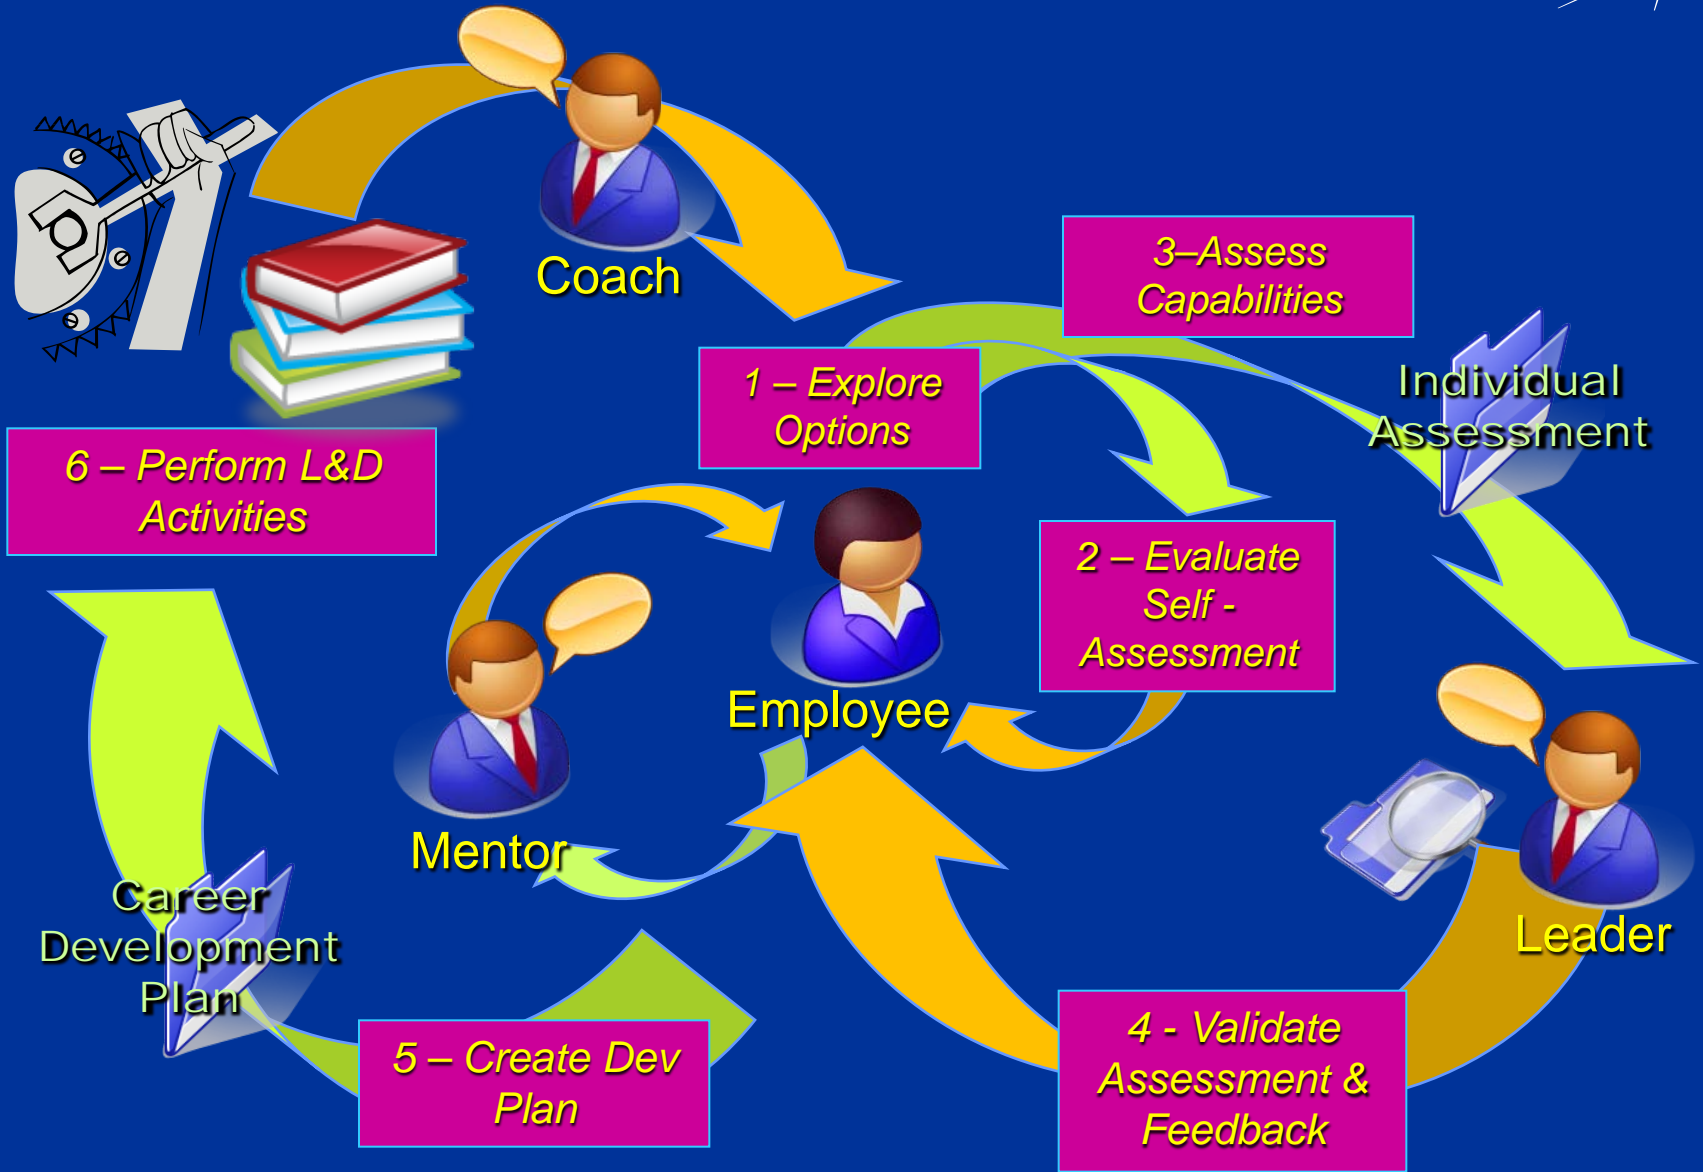 Coach
3–Assess
Capabilities
1 – Explore
Options
Individual
Assessment
6 – Perform L&D
Activities
2 – Evaluate
Self -
Assessment
Employee
Mentor
Career
Development
Plan
Leader
5 – Create Dev
Plan
4 - Validate
Assessment &
Feedback